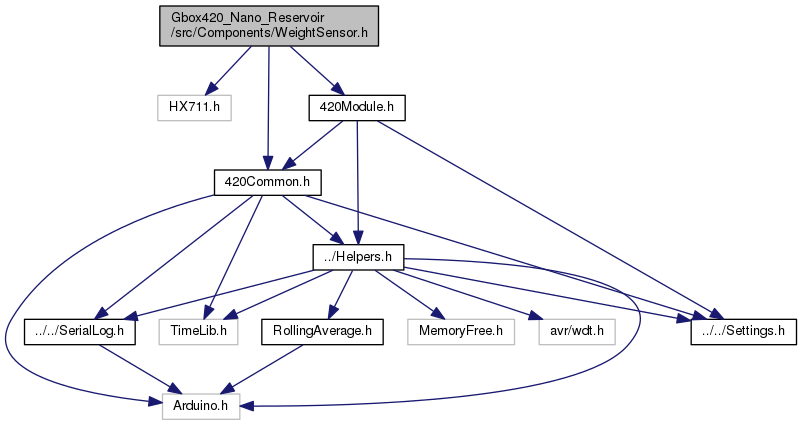 Gbox420_Nano_Reservoir
/src/Components/WeightSensor.h
HX711.h
420Module.h
420Common.h
../Helpers.h
../../SerialLog.h
TimeLib.h
RollingAverage.h
MemoryFree.h
avr/wdt.h
../../Settings.h
Arduino.h